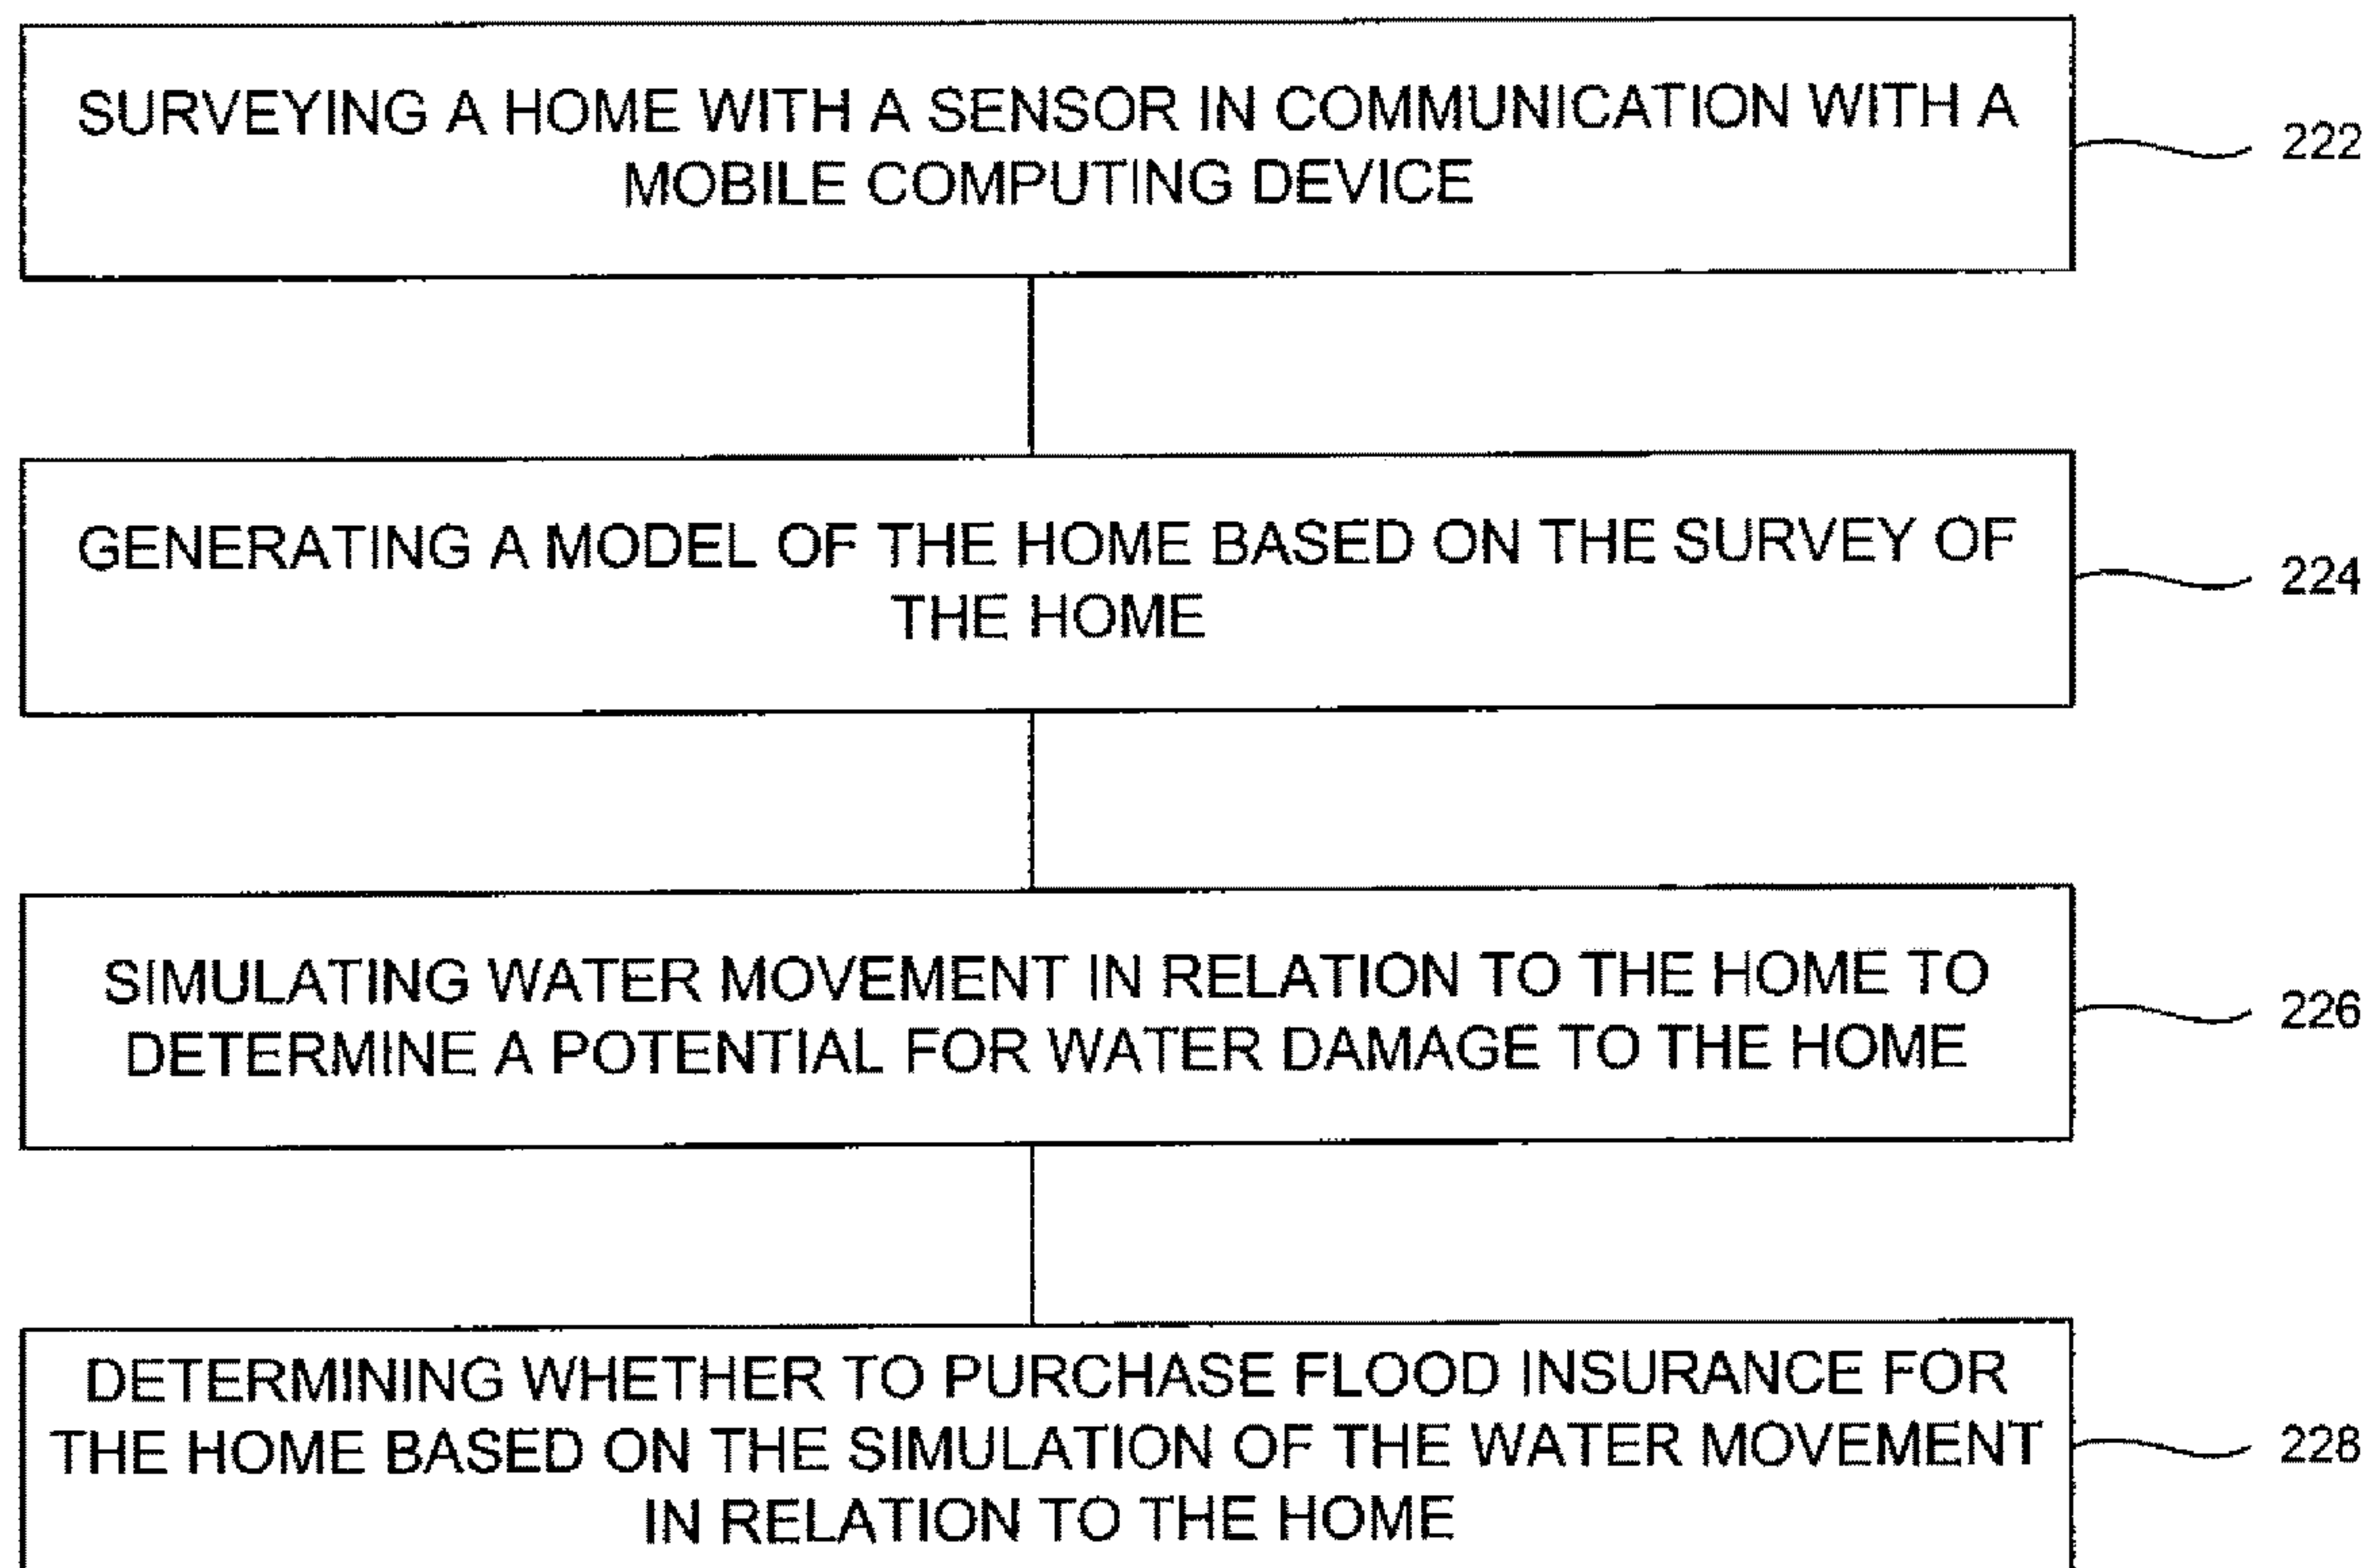 SURVEYING A HOME WITH A SENSOR IN COMMUNICATION WITH A
MOBILE COMPUTING DEVICE
222
GENERATING A MODEL OF THE HOME BASED ON THE SURVEY OF
THE HOME
224
SIMULATING WATER MOVEMENT IN RELATION TO THE HOME TO
DETERMINE A POTENTIAL FOR WATER DAMAGE TO THE HOME
226
DETERMINING WHETHER TO PURCHASE FLOOD INSURANCE FOR
THE HOME BASED ON THE SIMULATION OF THE WATER MOVEMENT
IN RELATION TO THE HOME
228